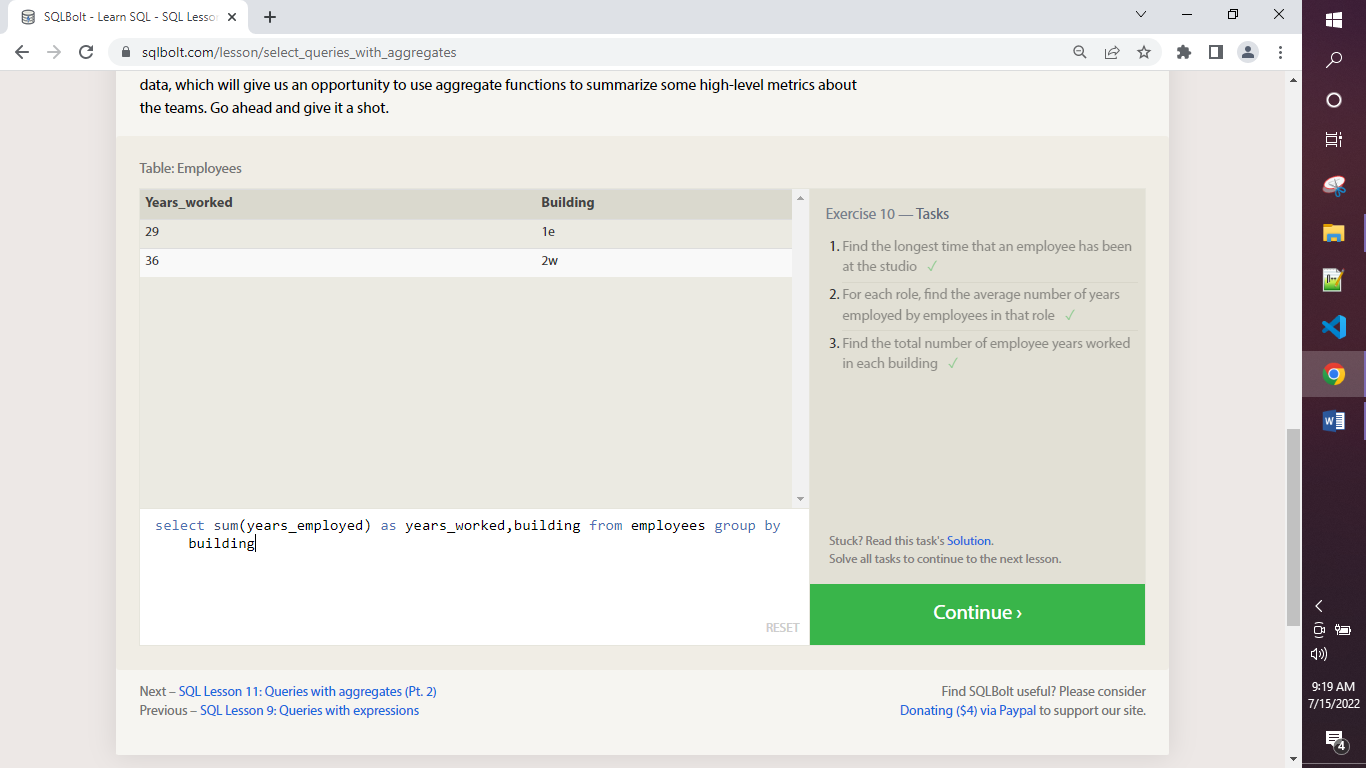 SQLBolt - Learn SQL - SQL Lesso
sqlbolt.com/lesson/select_queries_with_aggregates
data, which will give us an opportunity to use aggregate functions to summarize some high-level metrics about
the teams. Go ahead and give it a shot.
Table: Employees
Years_worked Building
29 1e
36 2w
Exercise 10 — Tasks
1. Find the longest time that an employee has been
at the studio ✓
2. For each role, find the average number of years
employed by employees in that role ✓
3. Find the total number of employee years worked
in each building ✓
select sum(years_employed) as years_worked,building from employees group by
building
RESET
Stuck? Read this task's Solution.
Solve all tasks to continue to the next lesson.
Continue ›
Next – SQL Lesson 11: Queries with aggregates (Pt. 2)
Previous – SQL Lesson 9: Queries with expressions
Find SQLBolt useful? Please consider
Donating ($4) via Paypal to support our site.
9:19 AM
7/15/2022
4